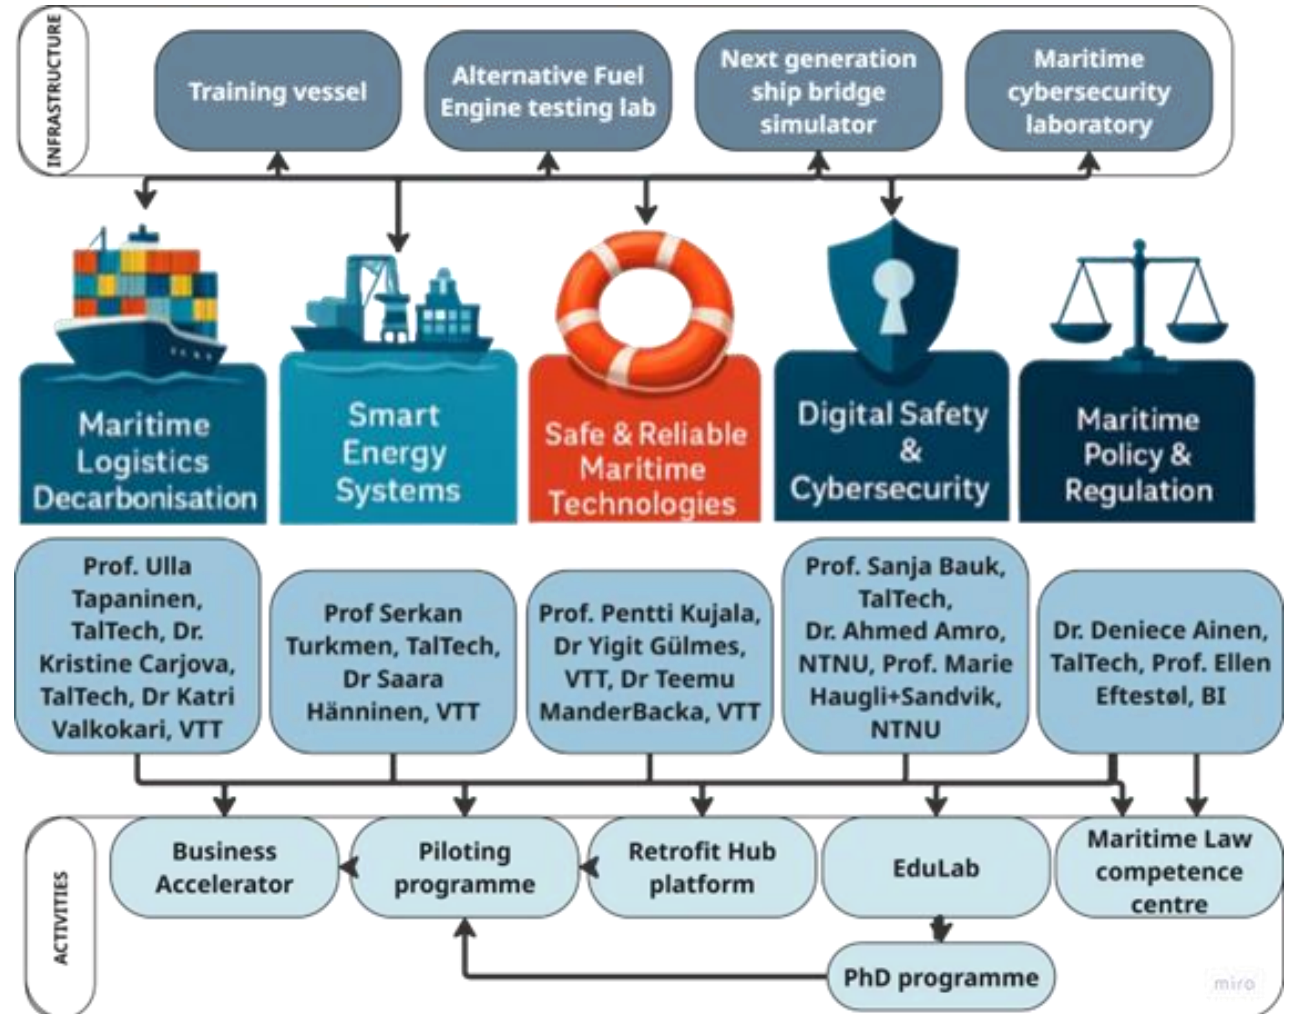 INFRASTRUCTURE
Training vessel
Alternative Fuel
Engine testing lab
Next generation
ship bridge
simulator
Maritime
cybersecurity
laboratory
Maritime
Logistics
Decarbonisation
Smart
Energy
Systems
Safe & Reliable
Maritime
Technologies
Digital Safety
&
Cybersecurity
Maritime
Policy &
Regulation
Prof. Ulla
Tapaninen,
TalTech, Dr.
Kristine Carjova,
TalTech, Dr Katri
Valkokari, VTT
Prof Serkan
Turkmen, TalTech,
Dr Saara
Hänninen, VTT
Prof. Pentti Kujala,
Dr Yigit Gülmes,
VTT, Dr Teemu
ManderBacka, VTT
Prof. Sanja Bauk,
TalTech,
Dr. Ahmed Amro,
NTNU, Prof. Marie
Haugli+Sandvik,
NTNU
Dr. Deniece Ainen,
TalTech, Prof. Ellen
Eftestøl, BI
ACTIVITIES
Business
Accelerator
Piloting
programme
Retrofit Hub
platform
EduLab
Maritime Law
competence
centre
PhD programme
miro